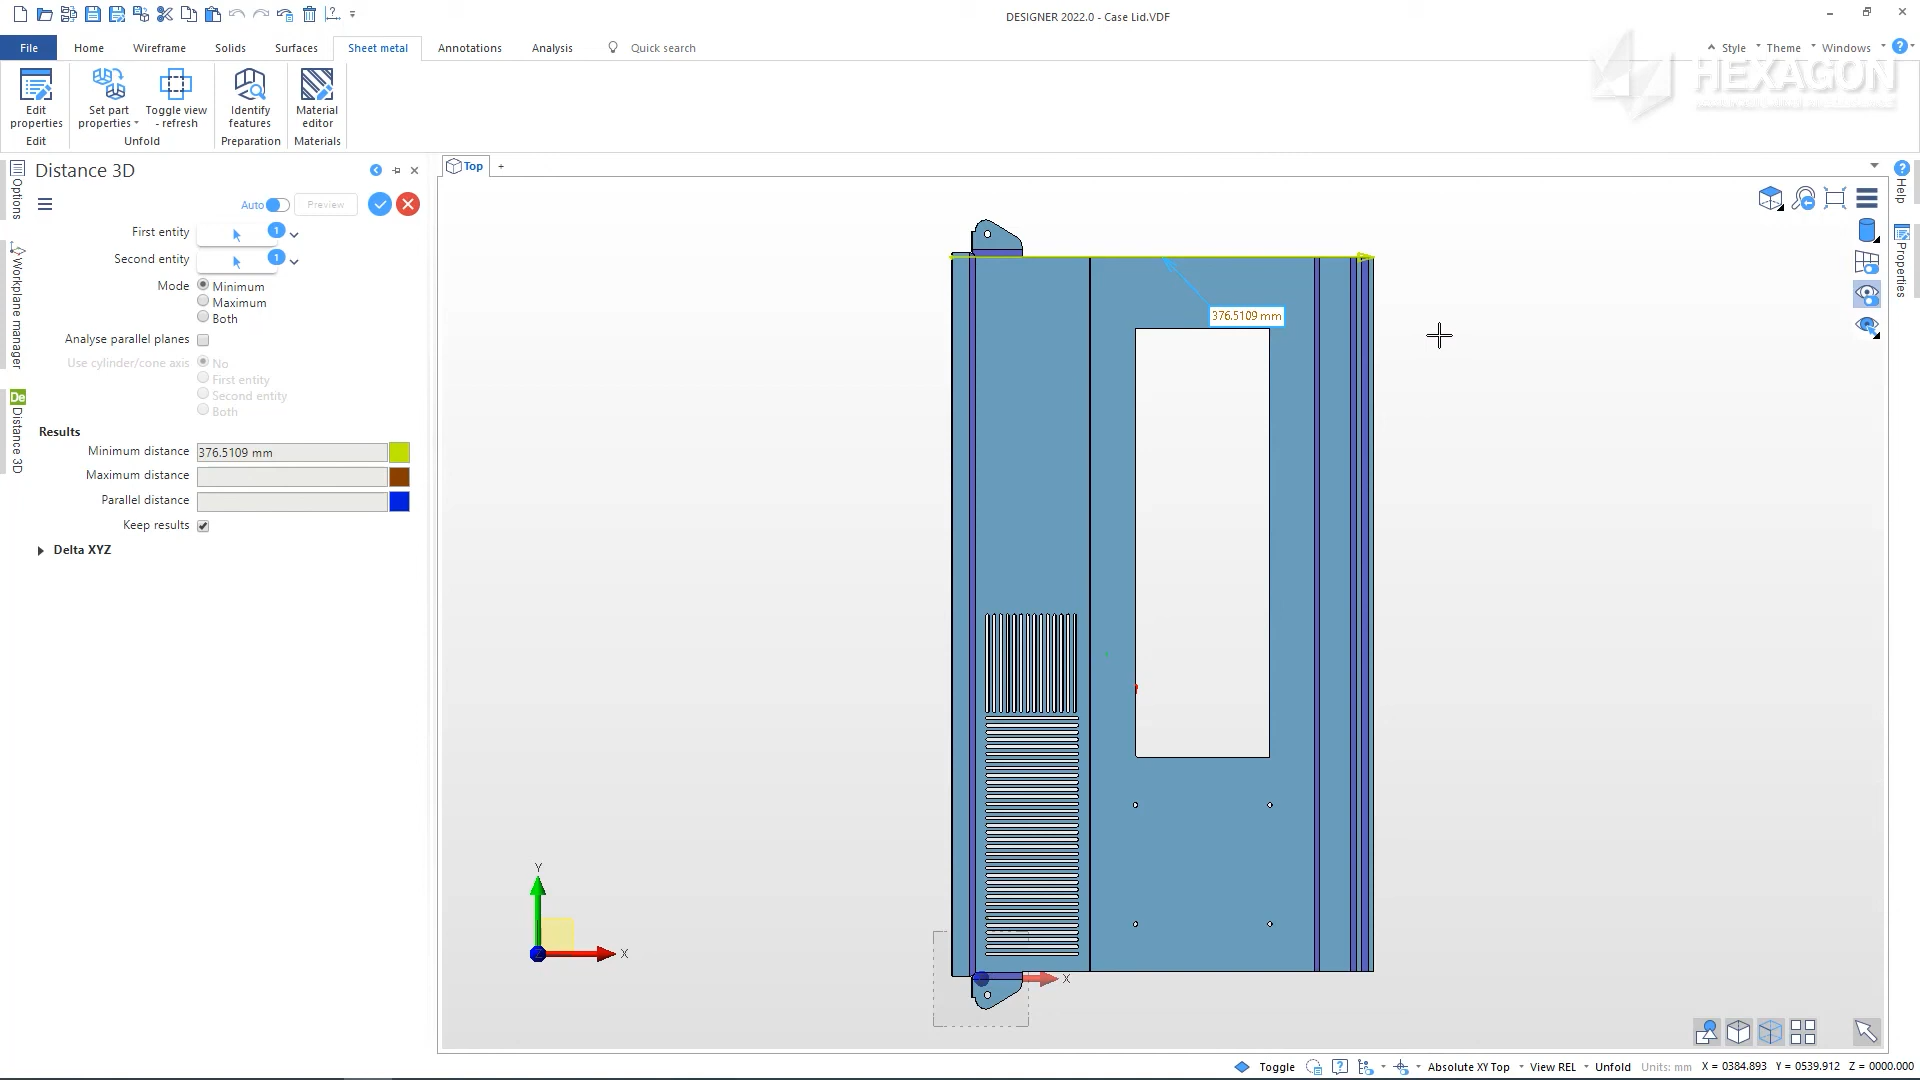 DESIGNER 2022.0 - Case Lid.VDF
File Home Wireframe Solids Surfaces Sheet metal Annotations Analysis Quick search Style Theme Windows
HEXAGON
Edit properties
Set part properties
Toggle view - refresh
Identify features
Material editor
Edit Unfold Preparation Materials
Options
Workplane manager
De Distance 3D
Distance 3D
Auto Preview
First entity 1
Second entity 1
Mode Minimum
Maximum
Both
Analyse parallel planes
Use cylinder/cone axis No
First entity
Second entity
Both
Results
Minimum distance 376.5109 mm
Maximum distance
Parallel distance
Keep results
Delta XYZ
Top +
376.5109 mm
Y
Z
X
X
Help
Properties
Toggle Absolute XY Top View REL Unfold Units: mm X = 0384.893 Y = 0539.912 Z = 0000.000